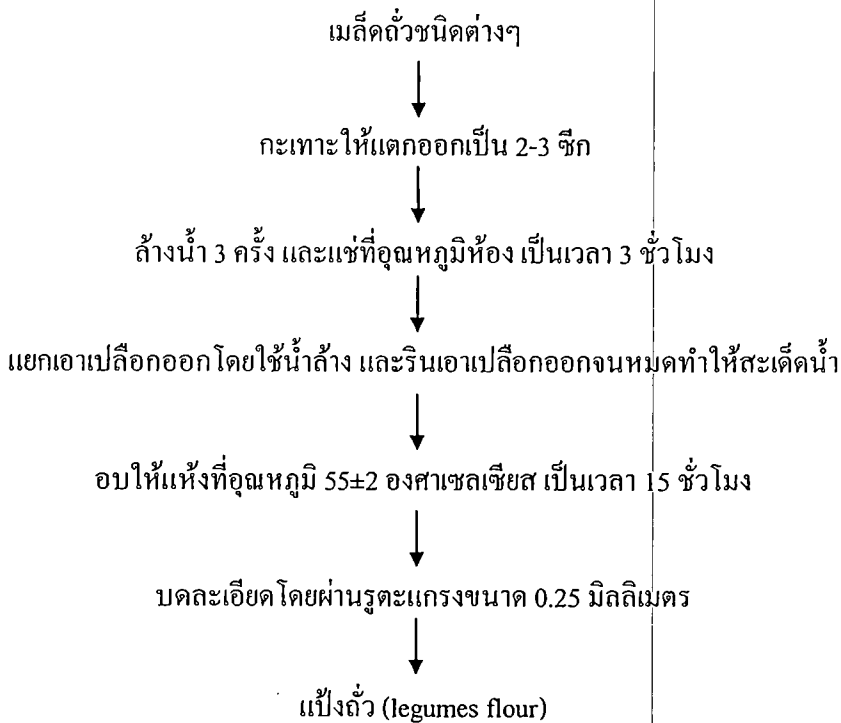 เมล็ดถั่วชนิดต่างๆ
กะเทาะให้แตกออกเป็น 2-3 ซีก
ล้างน้ำ 3 ครั้ง และแช่ที่อุณหภูมิห้อง เป็นเวลา 3 ชั่วโมง
แยกเอาเปลือกออกโดยใช้น้ำล้าง และรินเอาเปลือกออกจนหมดทำให้สะเด็ดน้ำ
อบให้แห้งที่อุณหภูมิ 55±2 องศาเซลเซียส เป็นเวลา 15 ชั่วโมง
บดละเอียดโดยผ่านรูตะแกรงขนาด 0.25 มิลลิเมตร
แป้งถั่ว (legumes flour)